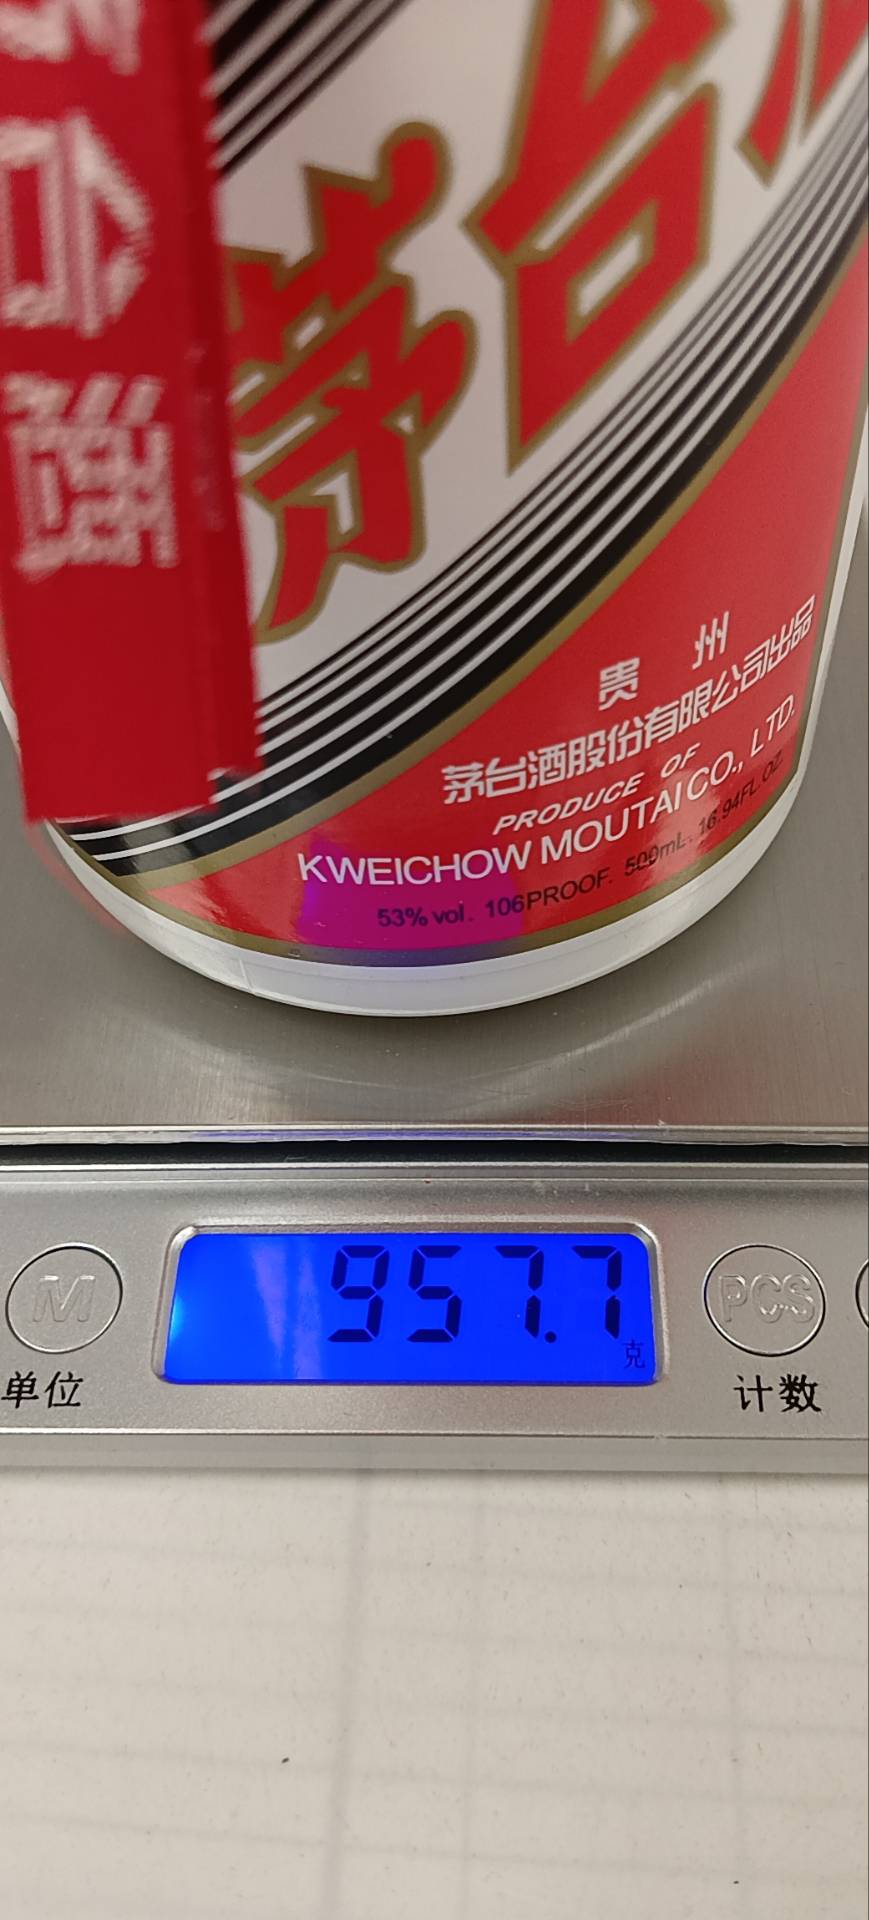 茅台
贵州
茅台酒股份有限公司出品
PRODUCE OF
KWEICHOW MOUTAI CO., LTD.
53% vol. 106PROOF. 500mL. 16.94FL.OZ.
957.7
克
M
PCS
单位
计数